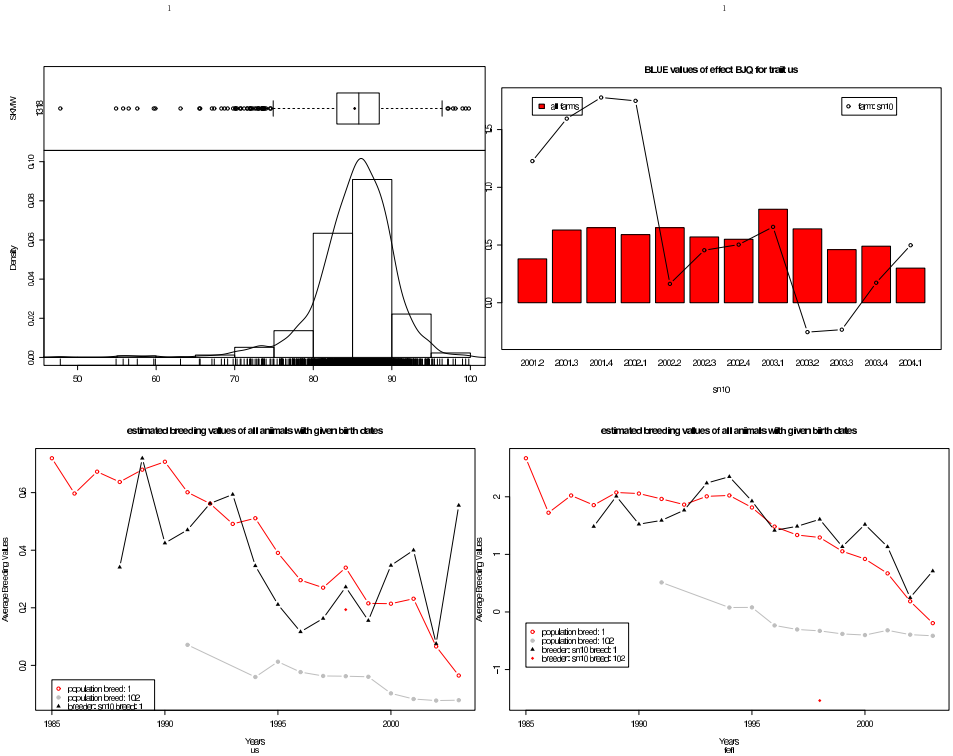 1
1
SKMW
1318
Density
0.00 0.02 0.04 0.06 0.08 0.10
50 60 70 80 90 100
BLUE values of effect BJQ for trait us
all farms
farm: sm10
0.0 0.5 1.0 1.5
2001.2 2001.3 2001.4 2002.1 2002.2 2002.3 2002.4 2003.1 2003.2 2003.3 2003.4 2004.1
sm10
estimated breeding values of all animals with given birth dates
Average Breeding Values
0.0 0.2 0.4 0.6
population breed: 1
population breed: 102
breeder: sm10 breed: 1
1985 1990 1995 2000
Years
us
estimated breeding values of all animals with given birth dates
Average Breeding Values
-1 0 1 2
population breed: 1
population breed: 102
breeder: sm10 breed: 1
breeder: sm10 breed: 102
1985 1990 1995 2000
Years